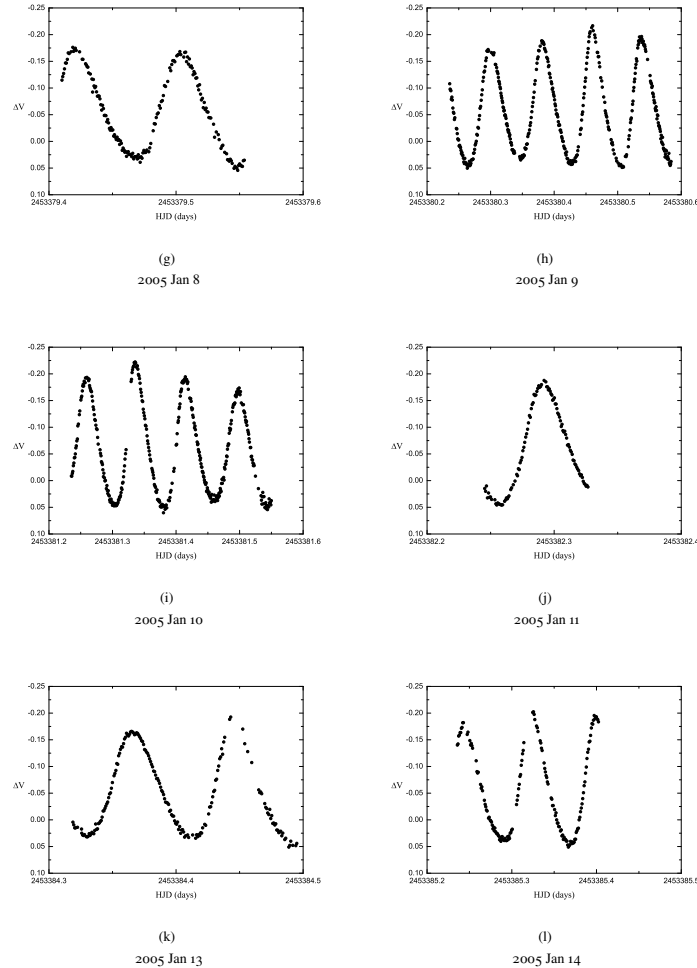 -0.25
-0.20
-0.15
-0.10
ΔV
-0.05
0.00
0.05
0.10
2453379.4 2453379.5 2453379.6
HJD (days)
(g)
2005 Jan 8
-0.25
-0.20
-0.15
-0.10
ΔV
-0.05
0.00
0.05
0.10
2453380.2 2453380.3 2453380.4 2453380.5 2453380.6
HJD (days)
(h)
2005 Jan 9
-0.25
-0.20
-0.15
-0.10
ΔV
-0.05
0.00
0.05
0.10
2453381.2 2453381.3 2453381.4 2453381.5 2453381.6
HJD (days)
(i)
2005 Jan 10
-0.25
-0.20
-0.15
-0.10
ΔV
-0.05
0.00
0.05
0.10
2453382.2 2453382.3 2453382.4
HJD (days)
(j)
2005 Jan 11
-0.25
-0.20
-0.15
-0.10
ΔV
-0.05
0.00
0.05
0.10
2453384.3 2453384.4 2453384.5
HJD (days)
(k)
2005 Jan 13
-0.25
-0.20
-0.15
-0.10
ΔV
-0.05
0.00
0.05
0.10
2453385.2 2453385.3 2453385.4 2453385.5
HJD (days)
(l)
2005 Jan 14